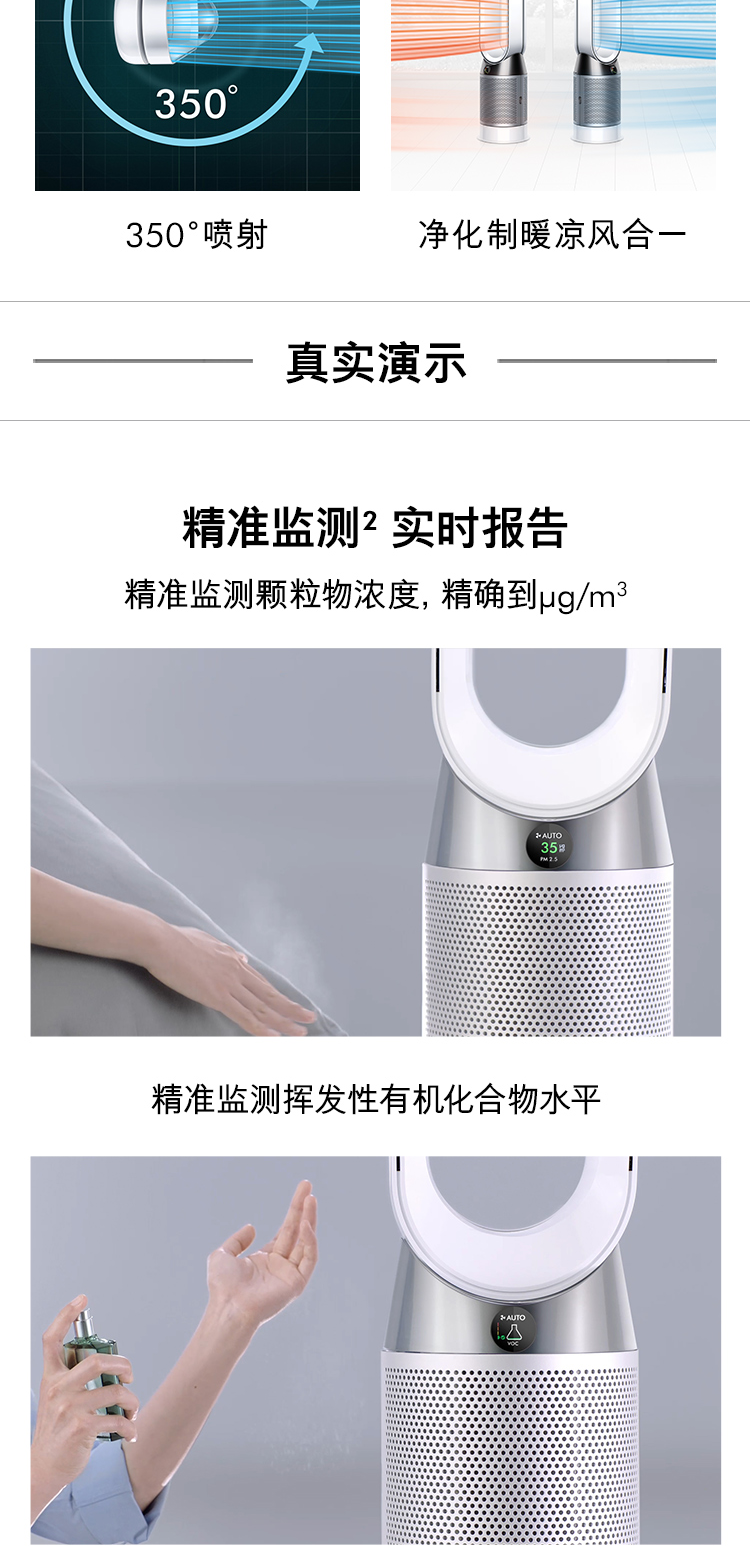 350°
350°喷射
净化制暖凉风合一
真实演示
精准监测² 实时报告
精准监测颗粒物浓度, 精确到µg/m³
AUTO
35
PM 2.5
精准监测挥发性有机化合物水平
AUTO
VOC